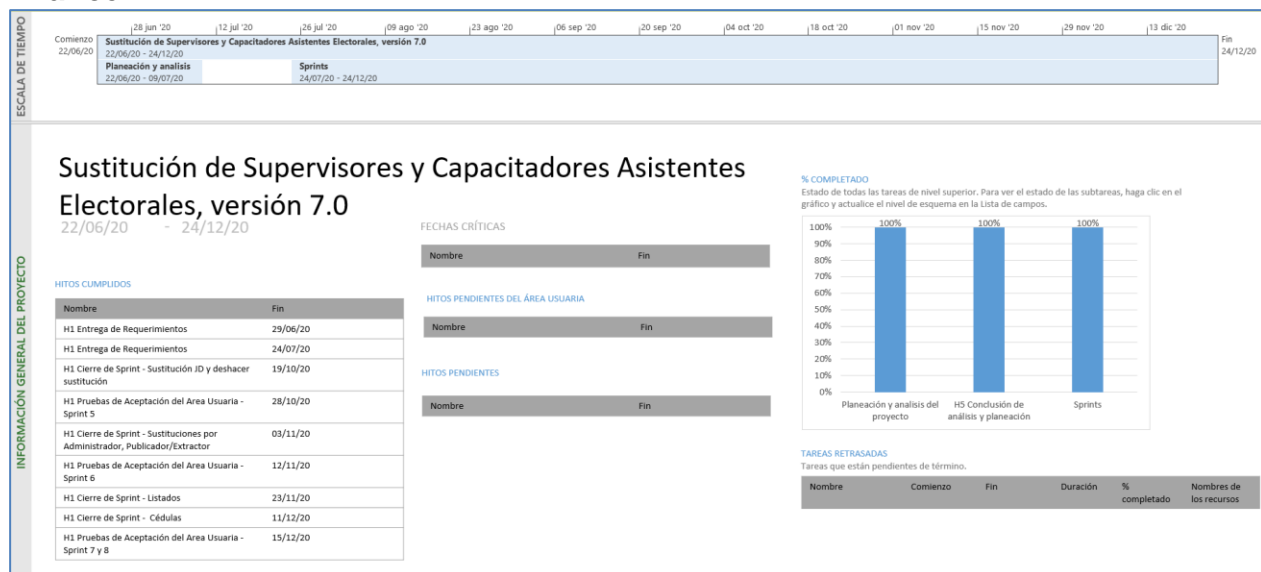 ESCALA DE TIEMPO
28 jun '20 12 jul '20 26 jul '20 09 ago '20 23 ago '20 06 sep '20 20 sep '20 04 oct '20 18 oct '20 01 nov '20 15 nov '20 29 nov '20 13 dic '20
Comienzo
22/06/20
Sustitución de Supervisores y Capacitadores Asistentes Electorales, versión 7.0
22/06/20 - 24/12/20
Planeación y analisis
22/06/20 - 09/07/20
Sprints
24/07/20 - 24/12/20
Fin
24/12/20
INFORMACIÓN GENERAL DEL PROYECTO
Sustitución de Supervisores y Capacitadores Asistentes
Electorales, versión 7.0
22/06/20 - 24/12/20
HITOS CUMPLIDOS
Nombre Fin
H1 Entrega de Requerimientos 29/06/20
H1 Entrega de Requerimientos 24/07/20
H1 Cierre de Sprint - Sustitución JD y deshacer 19/10/20
sustitución
H1 Pruebas de Aceptación del Area Usuaria - 28/10/20
Sprint 5
H1 Cierre de Sprint - Sustituciones por 03/11/20
Administrador, Publicador/Extractor
H1 Pruebas de Aceptación del Area Usuaria - 12/11/20
Sprint 6
H1 Cierre de Sprint - Listados 23/11/20
H1 Cierre de Sprint - Cédulas 11/12/20
H1 Pruebas de Aceptación del Area Usuaria - 15/12/20
Sprint 7 y 8
FECHAS CRÍTICAS
Nombre Fin
HITOS PENDIENTES DEL ÁREA USUARIA
Nombre Fin
HITOS PENDIENTES
Nombre Fin
% COMPLETADO
Estado de todas las tareas de nivel superior. Para ver el estado de las subtareas, haga clic en el
gráfico y actualice el nivel de esquema en la Lista de campos.
100% 100% 100%
100%
90%
80%
70%
60%
50%
40%
30%
20%
10%
0%
Planeación y analisis del H5 Conclusión de Sprints
proyecto análisis y planeación
TAREAS RETRASADAS
Tareas que están pendientes de término.
Nombre Comienzo Fin Duración % Nombres de
completado los recursos